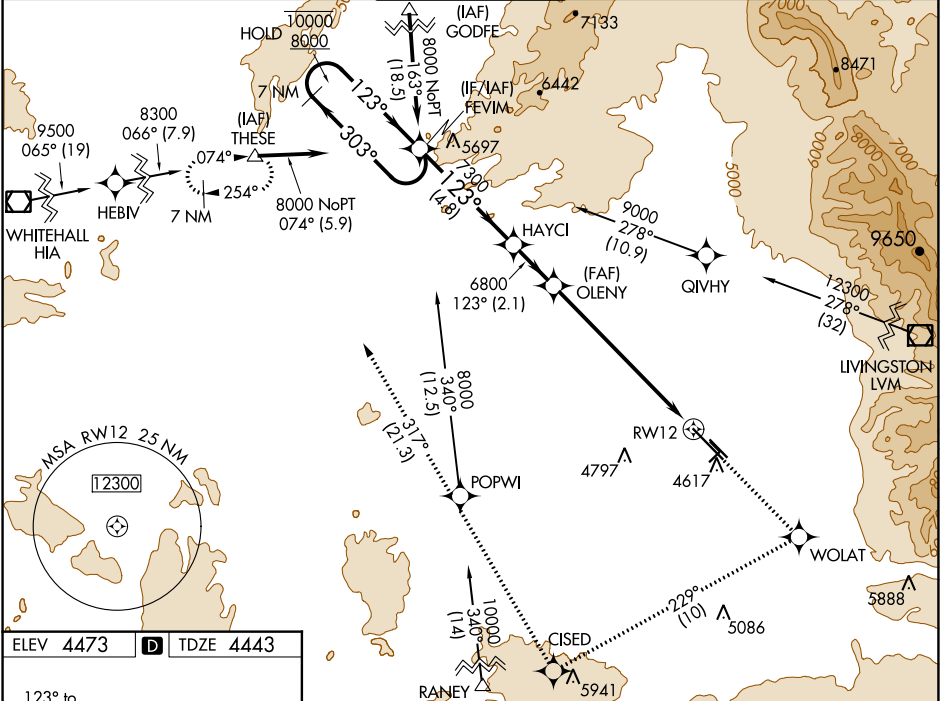 10000
8000
HOLD
7 NM
123°
303°
(IAF)
GODFE
8000 NoPT
163°
(18.5)
(IF/IAF)
FEVIM
7133
6442
8471
5697
9500
065° (19)
8300
066° (7.9)
(IAF)
THESE
074°
254°
7 NM
8000 NoPT
074° (5.9)
WHITEHALL
HIA
HEBIV
7300
123°
(4.8)
HAYCI
6800
123° (2.1)
(FAF)
OLENY
9000
278°
(10.9)
QIVHY
5000
6000
8000
7000
9650
12300
278°
(32)
LIVINGSTON
LVM
8000
340°
(12.5)
317°
(21.3)
POPWI
RW12
4797
4617
WOLAT
MSA RW12 25 NM
12300
229°
(10)
5086
5888
10000
340°
(14)
RANEY
CISED
5941
ELEV 4473 D TDZE 4443
123° to